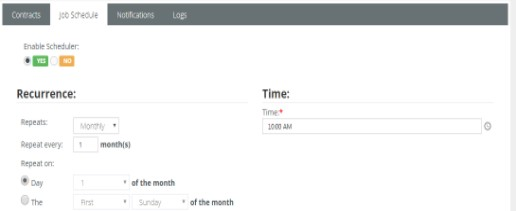 Contracts Job Schedule Notifications Logs
Enable Scheduler:
YES NO
Recurrence: Time:
Repeats: Monthly
Time:*
10:00 AM
Repeat every: 1 month(s)
Repeat on:
Day 1 of the month
The First Sunday of the month